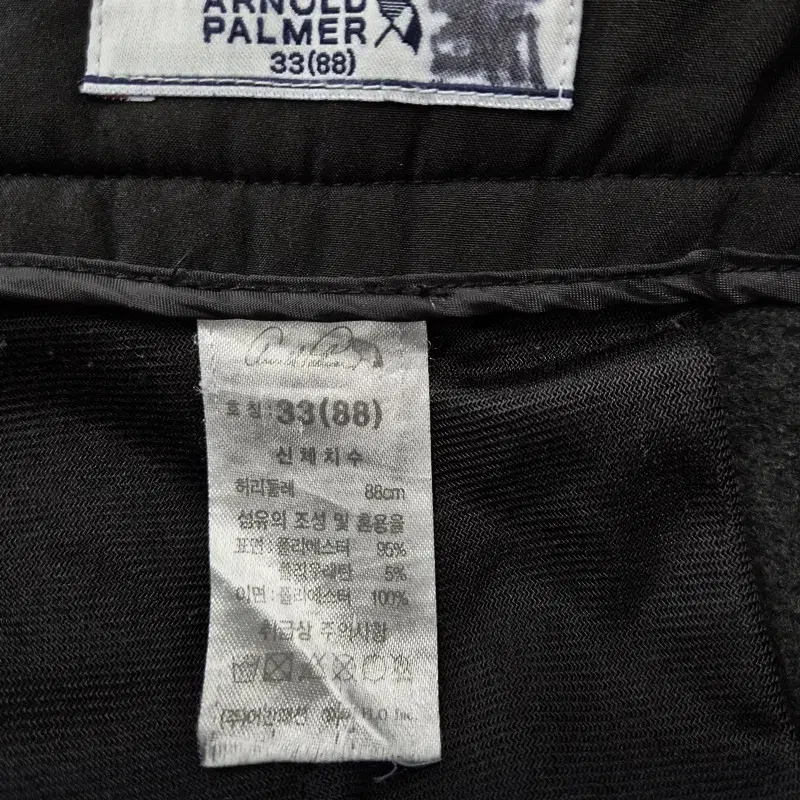 ARNOLD
PALMER
33(88)
호칭:33(88)
신체치수
허리둘레 88cm
섬유의 조성 및 혼용율
표면:폴리에스터 95%
폴리우레탄 5%
이면:폴리에스터 100%
취급상 주의사항
Inc.